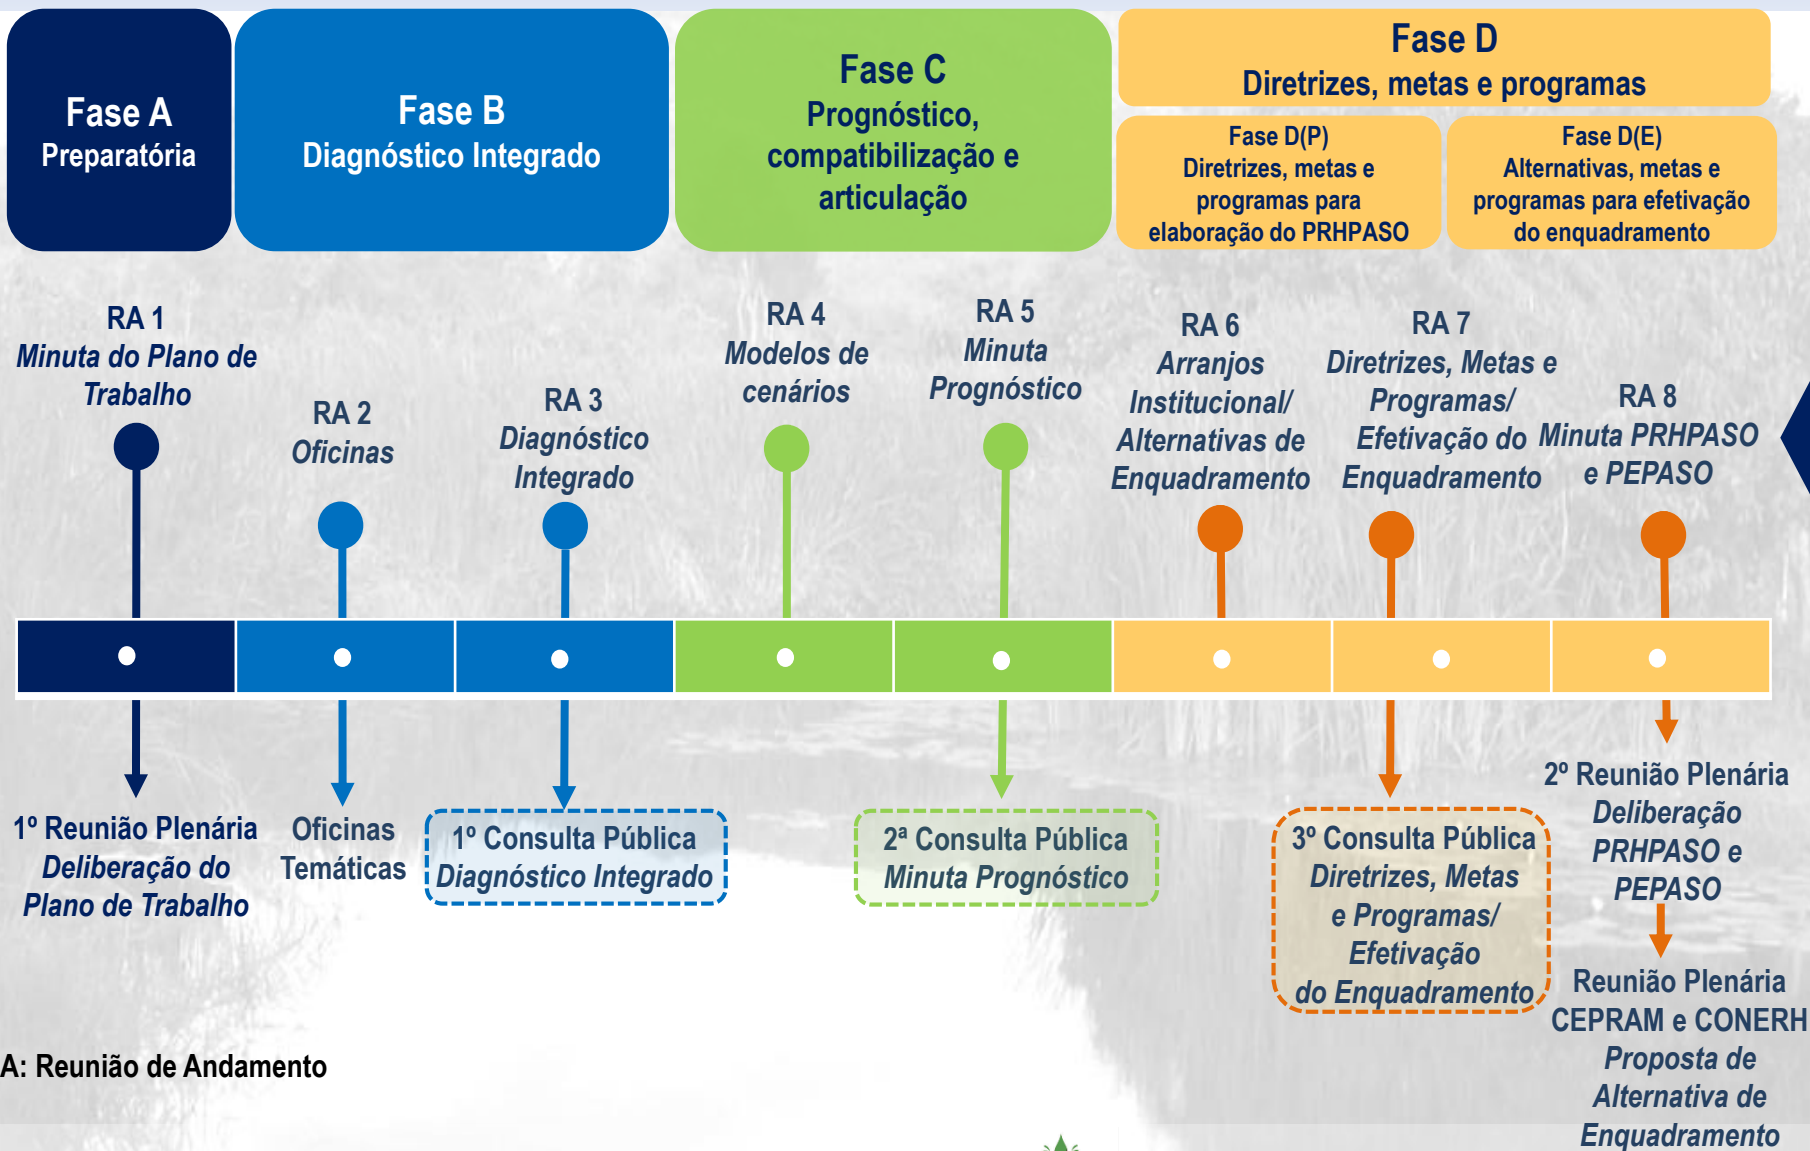 Fase A
Preparatória
Fase B
Diagnóstico Integrado
Fase C
Prognóstico,
compatibilização e
articulação
Fase D
Diretrizes, metas e programas
Fase D(P)
Diretrizes, metas e
programas para
elaboração do PRHPASO
Fase D(E)
Alternativas, metas e
programas para efetivação
do enquadramento
RA 1
Minuta do Plano de
Trabalho
RA 2
Oficinas
RA 3
Diagnóstico
Integrado
RA 4
Modelos de
cenários
RA 5
Minuta
Prognóstico
RA 6
Arranjos
Institucional/
Alternativas de
Enquadramento
RA 7
Diretrizes, Metas e
Programas/
Efetivação do
Enquadramento
RA 8
Minuta PRHPASO
e PEPASO
1º Reunião Plenária
Deliberação do
Plano de Trabalho
Oficinas
Temáticas
1º Consulta Pública
Diagnóstico Integrado
2ª Consulta Pública
Minuta Prognóstico
3º Consulta Pública
Diretrizes, Metas
e Programas/
Efetivação
do Enquadramento
2º Reunião Plenária
Deliberação
PRHPASO e
PEPASO
Reunião Plenária
CEPRAM e CONERH
Proposta de
Alternativa de
Enquadramento
A: Reunião de Andamento